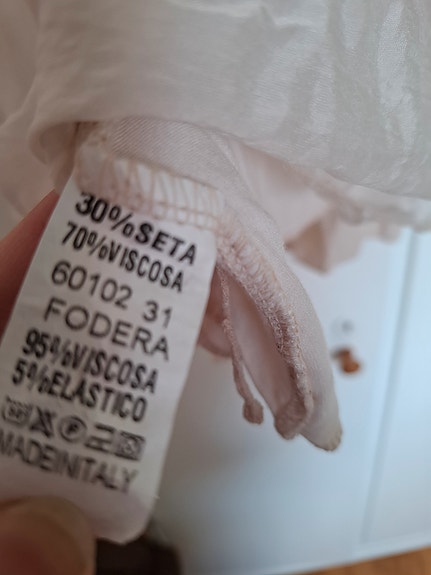 30%SETA
70%VISCOSA
60102 31
FODERA
95%VISCOSA
5%ELASTICO
MADEINITALY